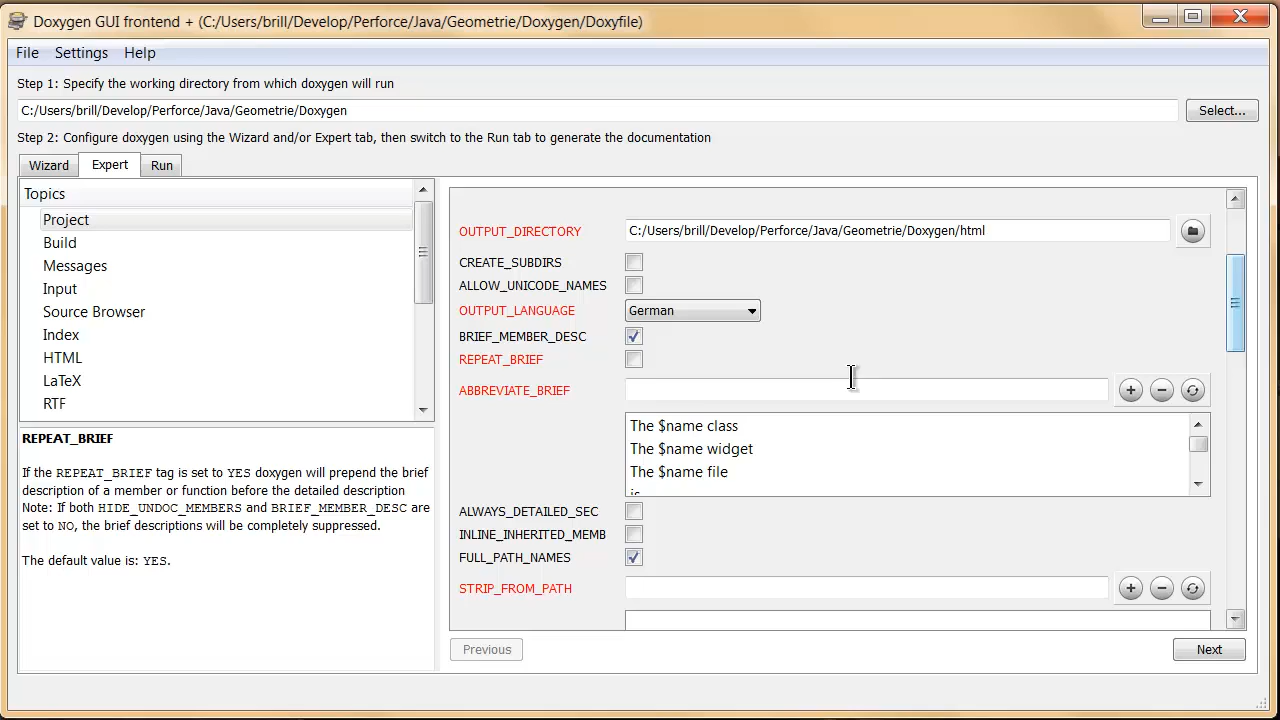 Doxygen GUI frontend + (C:/Users/brill/Develop/Perforce/Java/Geometrie/Doxygen/Doxyfile)
File Settings Help
Step 1: Specify the working directory from which doxygen will run
C:/Users/brill/Develop/Perforce/Java/Geometrie/Doxygen
Select...
Step 2: Configure doxygen using the Wizard and/or Expert tab, then switch to the Run tab to generate the documentation
Wizard Expert Run
Topics
Project
Build
Messages
Input
Source Browser
Index
HTML
LaTeX
RTF
REPEAT_BRIEF
If the REPEAT_BRIEF tag is set to YES doxygen will prepend the brief
description of a member or function before the detailed description
Note: If both HIDE_UNDOC_MEMBERS and BRIEF_MEMBER_DESC are
set to NO, the brief descriptions will be completely suppressed.
The default value is: YES.
OUTPUT_DIRECTORY C:/Users/brill/Develop/Perforce/Java/Geometrie/Doxygen/html
CREATE_SUBDIRS
ALLOW_UNICODE_NAMES
OUTPUT_LANGUAGE German
BRIEF_MEMBER_DESC
REPEAT_BRIEF
ABBREVIATE_BRIEF
The $name class
The $name widget
The $name file
is
ALWAYS_DETAILED_SEC
INLINE_INHERITED_MEMB
FULL_PATH_NAMES
STRIP_FROM_PATH
Previous Next